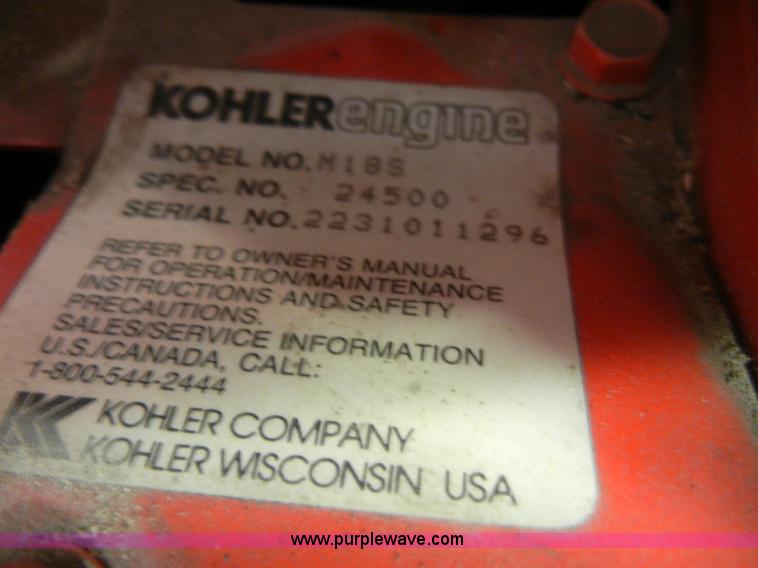 KOHLERengine
MODEL NO. M18S
SPEC. NO. 24500
SERIAL NO. 2231011296
REFER TO OWNER'S MANUAL
FOR OPERATION/MAINTENANCE
INSTRUCTIONS AND SAFETY
PRECAUTIONS.
SALES/SERVICE INFORMATION
U.S./CANADA, CALL:
1-800-544-2444
KOHLER COMPANY
KOHLER WISCONSIN USA
www.purplewave.com